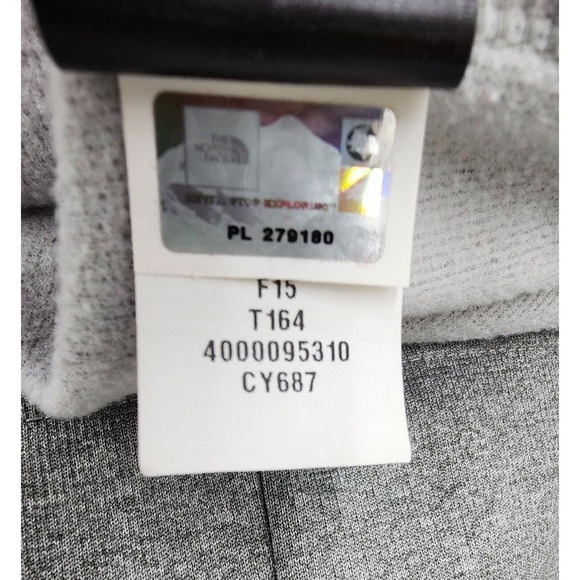 THE
NORTH
FACE
NEVER STOP EXPLORING
PL 279180
F15
T164
4000095310
CY687